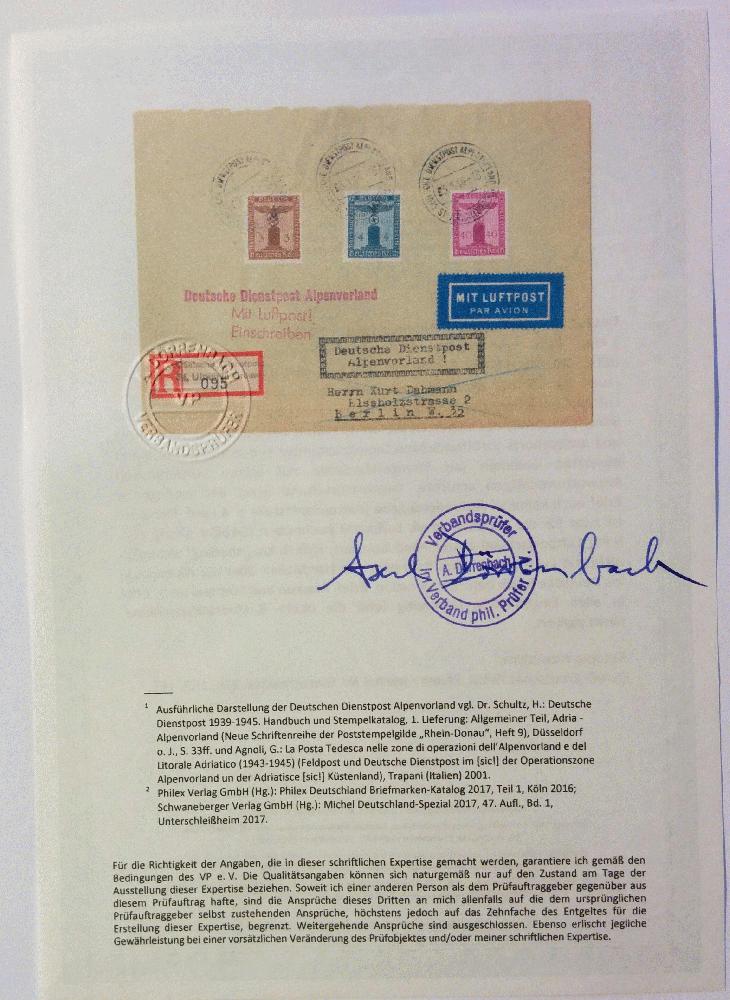 3 3
4 4
40 40
Deutsche Dienstpost Alpenvorland
Mit Luftpost!
Einschreiben
MIT LUFTPOST
PAR AVION
Deutsche Dienstpost
Alpenvorland !
R
095
Herrn Kurt Dahmann
Elssholzstrasse 2
Berlin W. 35
VP
VERBANDSPRÜFER
Verbandsprüfer
A. Dörrenbach
im Verband phil. Prüfer
Axel Dörrenbach
1 Ausführliche Darstellung der Deutschen Dienstpost Alpenvorland vgl. Dr. Schultz, H.: Deutsche
Dienstpost 1939-1945. Handbuch und Stempelkatalog, 1. Lieferung: Allgemeiner Teil, Adria -
Alpenvorland (Neue Schriftenreihe der Poststempelgilde „Rhein-Donau", Heft 9), Düsseldorf
o. J., S. 33ff. und Agnoli, G.: La Posta Tedesca nelle zone di operazioni dell'Alpenvorland e del
Litorale Adriatico (1943-1945) (Feldpost und Deutsche Dienstpost im [sic!] der Operationszone
Alpenvorland un der Adriatisce [sic!] Küstenland), Trapani (Italien) 2001.
2 Philex Verlag GmbH (Hg.): Philex Deutschland Briefmarken-Katalog 2017, Teil 1, Köln 2016;
Schwaneberger Verlag GmbH (Hg.): Michel Deutschland-Spezial 2017, 47. Aufl., Bd. 1,
Unterschleißheim 2017.
Für die Richtigkeit der Angaben, die in dieser schriftlichen Expertise gemacht werden, garantiere ich gemäß den
Bedingungen des VP e. V. Die Qualitätsangaben können sich naturgemäß nur auf den Zustand am Tage der
Ausstellung dieser Expertise beziehen. Soweit ich einer anderen Person als dem Prüfauftraggeber gegenüber aus
diesem Prüfauftrag hafte, sind die Ansprüche dieses Dritten an mich allenfalls auf die dem ursprünglichen
Prüfauftraggeber selbst zustehenden Ansprüche, höchstens jedoch auf das Zehnfache des Entgeltes für die
Erstellung dieser Expertise, begrenzt. Weitergehende Ansprüche sind ausgeschlossen. Ebenso erlischt jegliche
Gewährleistung bei einer vorsätzlichen Veränderung des Prüfobjektes und/oder meiner schriftlichen Expertise.